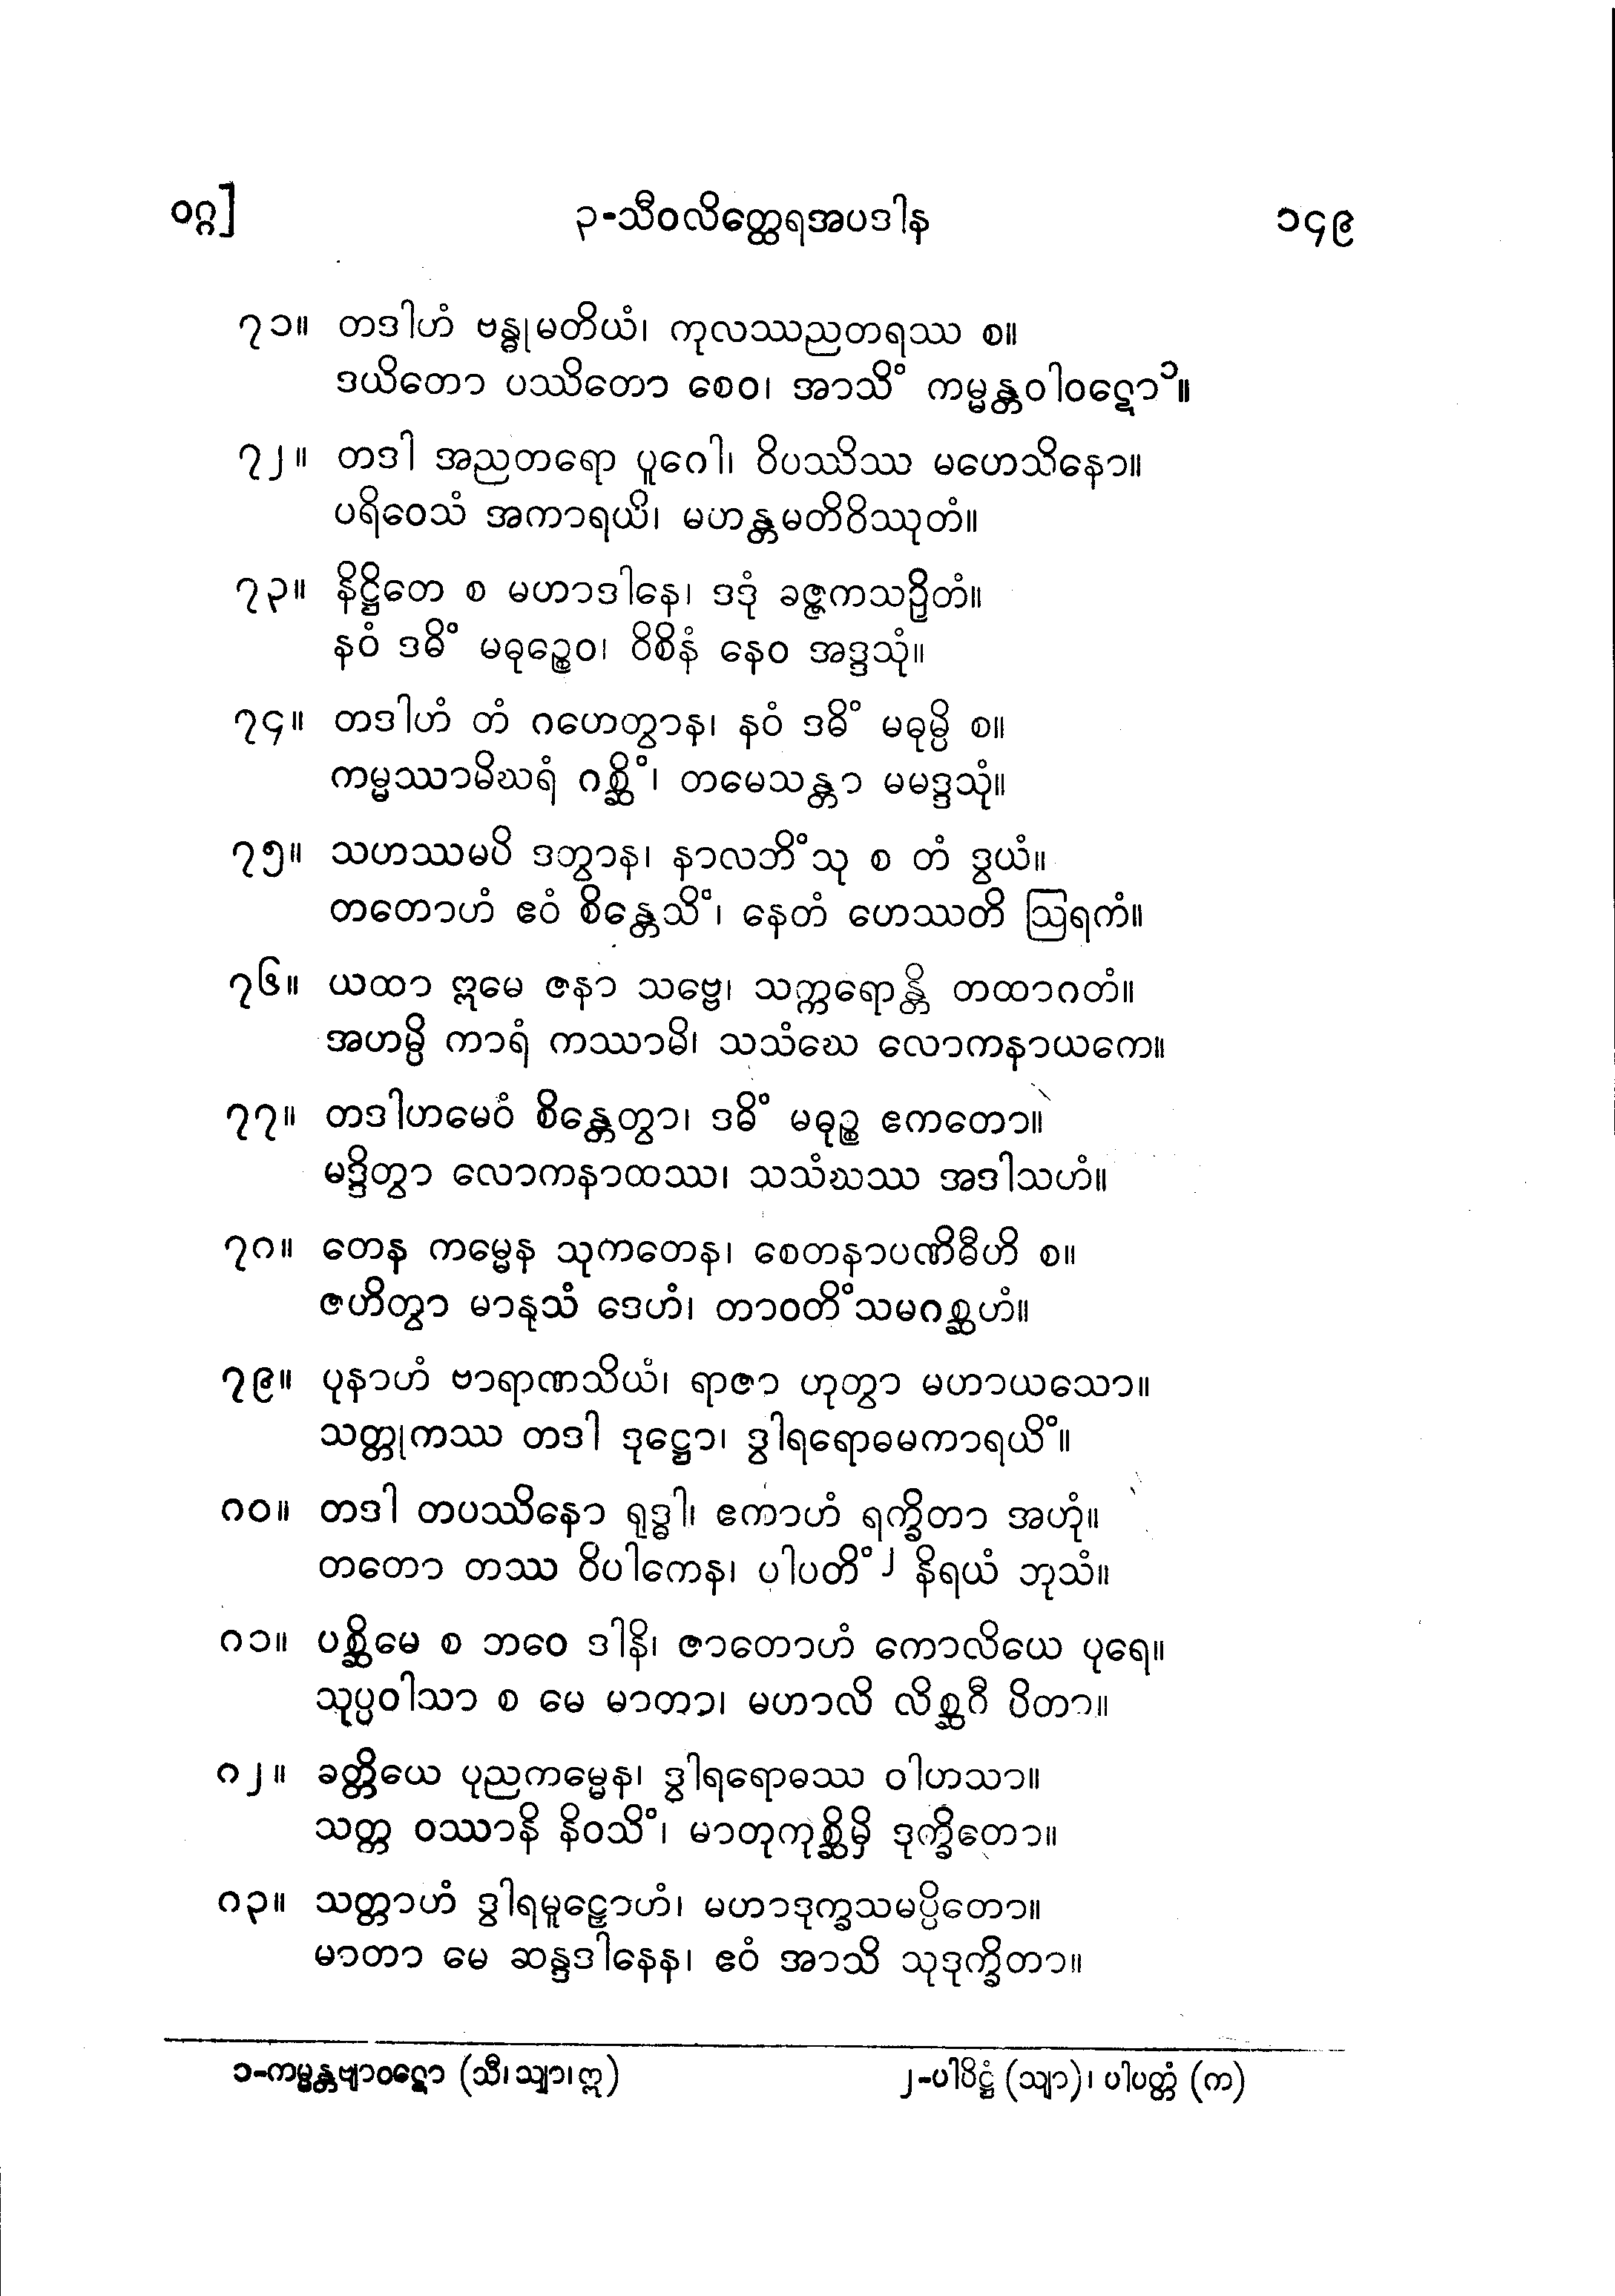 ဝဂ္ဂ]
၃-သီဝလိတ္ထေရအပဒါန
၁၄၉
၇၁။ တဒါဟံ ဗန္ဓုမတိယံ၊ ကုလဿညတရဿ စ။
ဒယိတော ပဿိတော စေဝ၊ အာသိံ ကမ္မန္တဝါဝဋော၁။
၇၂။ တဒါ အညတရော ပူဂေါ၊ ဝိပဿိဿ မဟေသိနော။
ပရိဝေသံ အကာရယိ၊ မဟန္တမတိဝိဿုတံ။
၇၃။ နိဋ္ဌိတေ စ မဟာဒါနေ၊ ဒဒုံ ခဇ္ဇကသဉှိတံ။
နဝံ ဒဓိံ မဓုဉ္စေဝ၊ ဝိစိနံ နေဝ အဒ္ဒသုံ။
၇၄။ တဒါဟံ တံ ဂဟေတွာန၊ နဝံ ဒဓိံ မဓုမ္ပိ စ။
ကမ္မဿာမိဃရံ ဂစ္ဆိံ၊ တမေသန္တာ မမဒ္ဒသုံ။
၇၅။ သဟဿမပိ ဒတွာန၊ နာလဘိံသု စ တံ ဒွယံ။
တတောဟံ ဧဝံ စိန္တေသိံ၊ နေတံ ဟေဿတိ ဩရကံ။
၇၆။ ယထာ ဣမေ ဇနာ သဗ္ဗေ၊ သက္ကရောန္တိ တထာဂတံ။
အဟမ္ပိ ကာရံ ကဿာမိ၊ သသံဃေ လောကနာယကေ။
၇၇။ တဒါဟမေဝံ စိန္တေတွာ၊ ဒဓိံ မဓုဉ္စ ဧကတော။
မဒ္ဒိတွာ လောကနာထဿ၊ သသံဃဿ အဒါသဟံ။
၇၈။ တေန ကမ္မေန သုကတေန၊ စေတနာပဏိဓီဟိ စ။
ဇဟိတွာ မာနုသံ ဒေဟံ၊ တာဝတိံသမဂစ္ဆဟံ။
၇၉။ ပုနာဟံ ဗာရာဏသိယံ၊ ရာဇာ ဟုတွာ မဟာယသော။
သတ္တုကဿ တဒါ ဒုဋ္ဌော၊ ဒွါရရောဓမကာရယိံ။
၈၀။ တဒါ တပဿိနော ရုဒ္ဓါ၊ ဧကာဟံ ရက္ခိတာ အဟုံ။
တတော တဿ ဝိပါကေန၊ ပါပတိံ၂ နိရယံ ဘုသံ။
၈၁။ ပစ္ဆိမေ စ ဘဝေ ဒါနိ၊ ဇာတောဟံ ကောလိယေ ပုရေ။
သုပ္ပဝါသာ စ မေ မာတာ၊ မဟာလိ လိစ္ဆဝီ ပိတာ။
၈၂။ ခတ္တိယေ ပုညကမ္မေန၊ ဒွါရရောဓဿ ဝါဟသာ။
သတ္တ ဝဿာနိ နိဝသိံ၊ မာတုကုစ္ဆိမှိ ဒုက္ခိတော။
၈၃။ သတ္တာဟံ ဒွါရမူဠှောဟံ၊ မဟာဒုက္ခသမပ္ပိတော။
မာတာ မေ ဆန္ဒဒါနေန၊ ဧဝံ အာသိ သုဒုက္ခိတာ။
၁-ကမ္မန္တဗျာဝဋော (သီ၊ သျာ၊ ဣ)
၂-ပါပိဋ္ဌံ (သျာ)၊ ပါပတ္တံ (က)